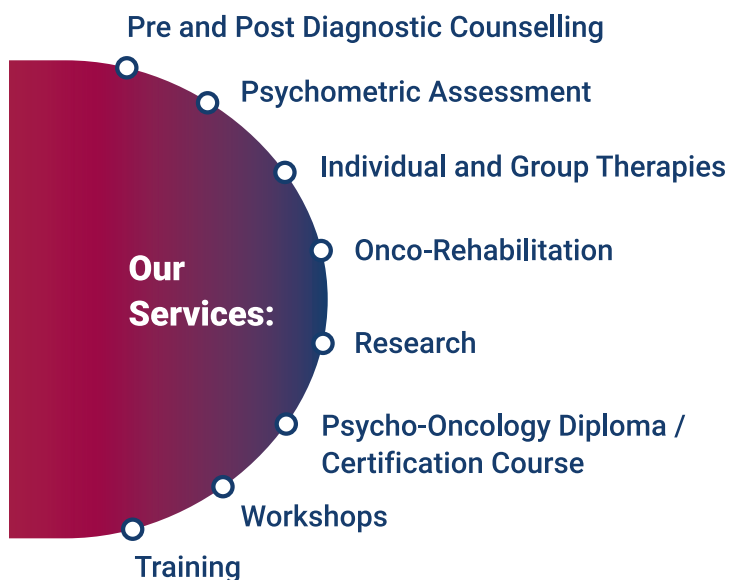 Pre and Post Diagnostic Counselling
Psychometric Assessment
Individual and Group Therapies
Onco-Rehabilitation
Our
Services:
Research
Psycho-Oncology Diploma /
Certification Course
Workshops
Training